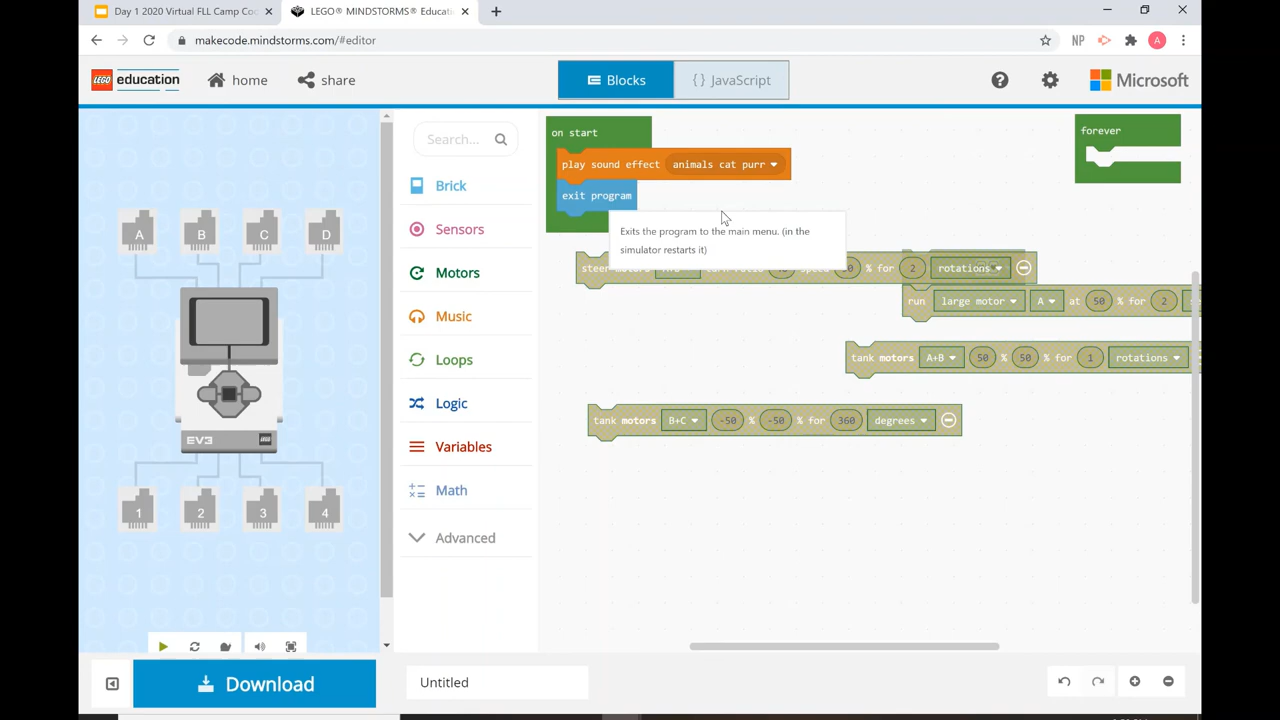 Day 1 2020 Virtual FLL Camp Coc
LEGO® MINDSTORMS® Educati
makecode.mindstorms.com/#editor
NP
A
LEGO education
home
share
Blocks
{ } JavaScript
Microsoft
Search...
Brick
Sensors
Motors
Music
Loops
Logic
Variables
Math
Advanced
A B C D
EV3
1 2 3 4
on start
play sound effect animals cat purr
exit program
Exits the program to the main menu. (in the
simulator restarts it)
forever
% for 2 rotations
run large motor A at 50 % for 2
tank motors A+B 50 % 50 % for 1 rotations
tank motors B+C -50 % -50 % for 360 degrees
Download
Untitled